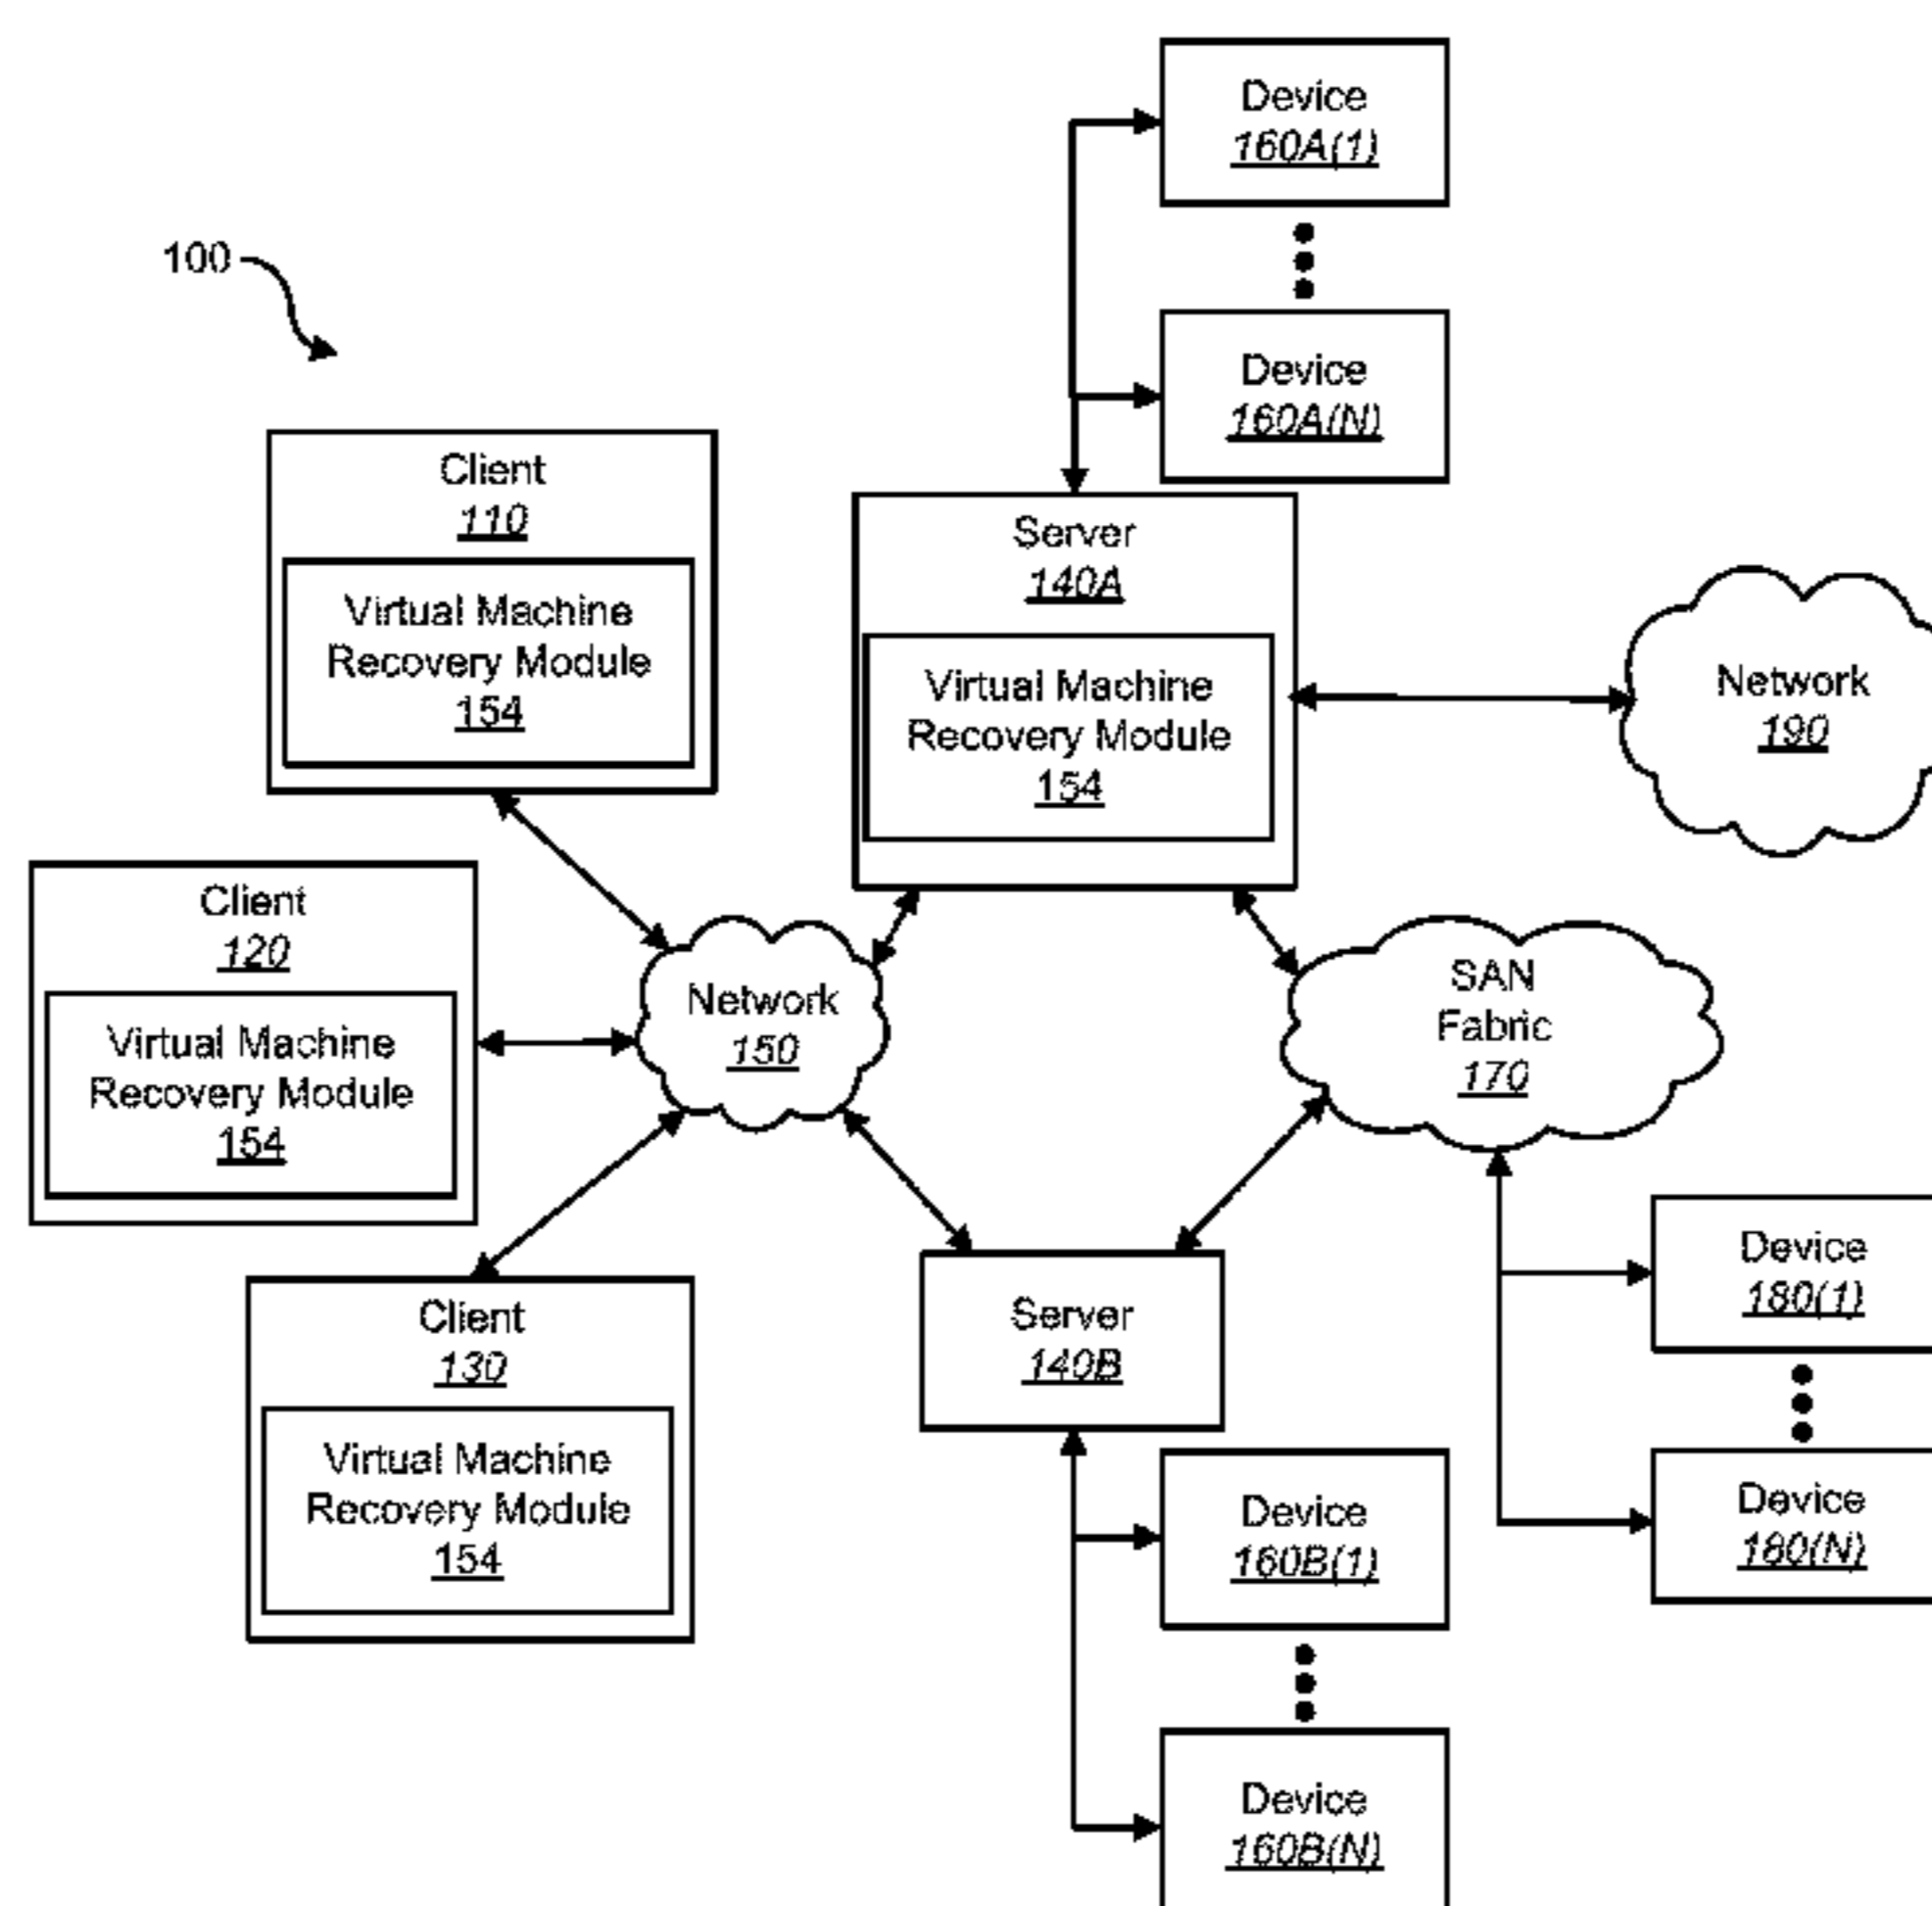 Device
160A(1)
100
Device
160A(N)
Client
110
Virtual Machine
Recovery Module
154
Server
140A
Virtual Machine
Recovery Module
154
Network
190
Client
120
Virtual Machine
Recovery Module
154
Network
150
SAN
Fabric
170
Client
130
Virtual Machine
Recovery Module
154
Server
140B
Device
180(1)
Device
180(N)
Device
160B(1)
Device
160B(N)